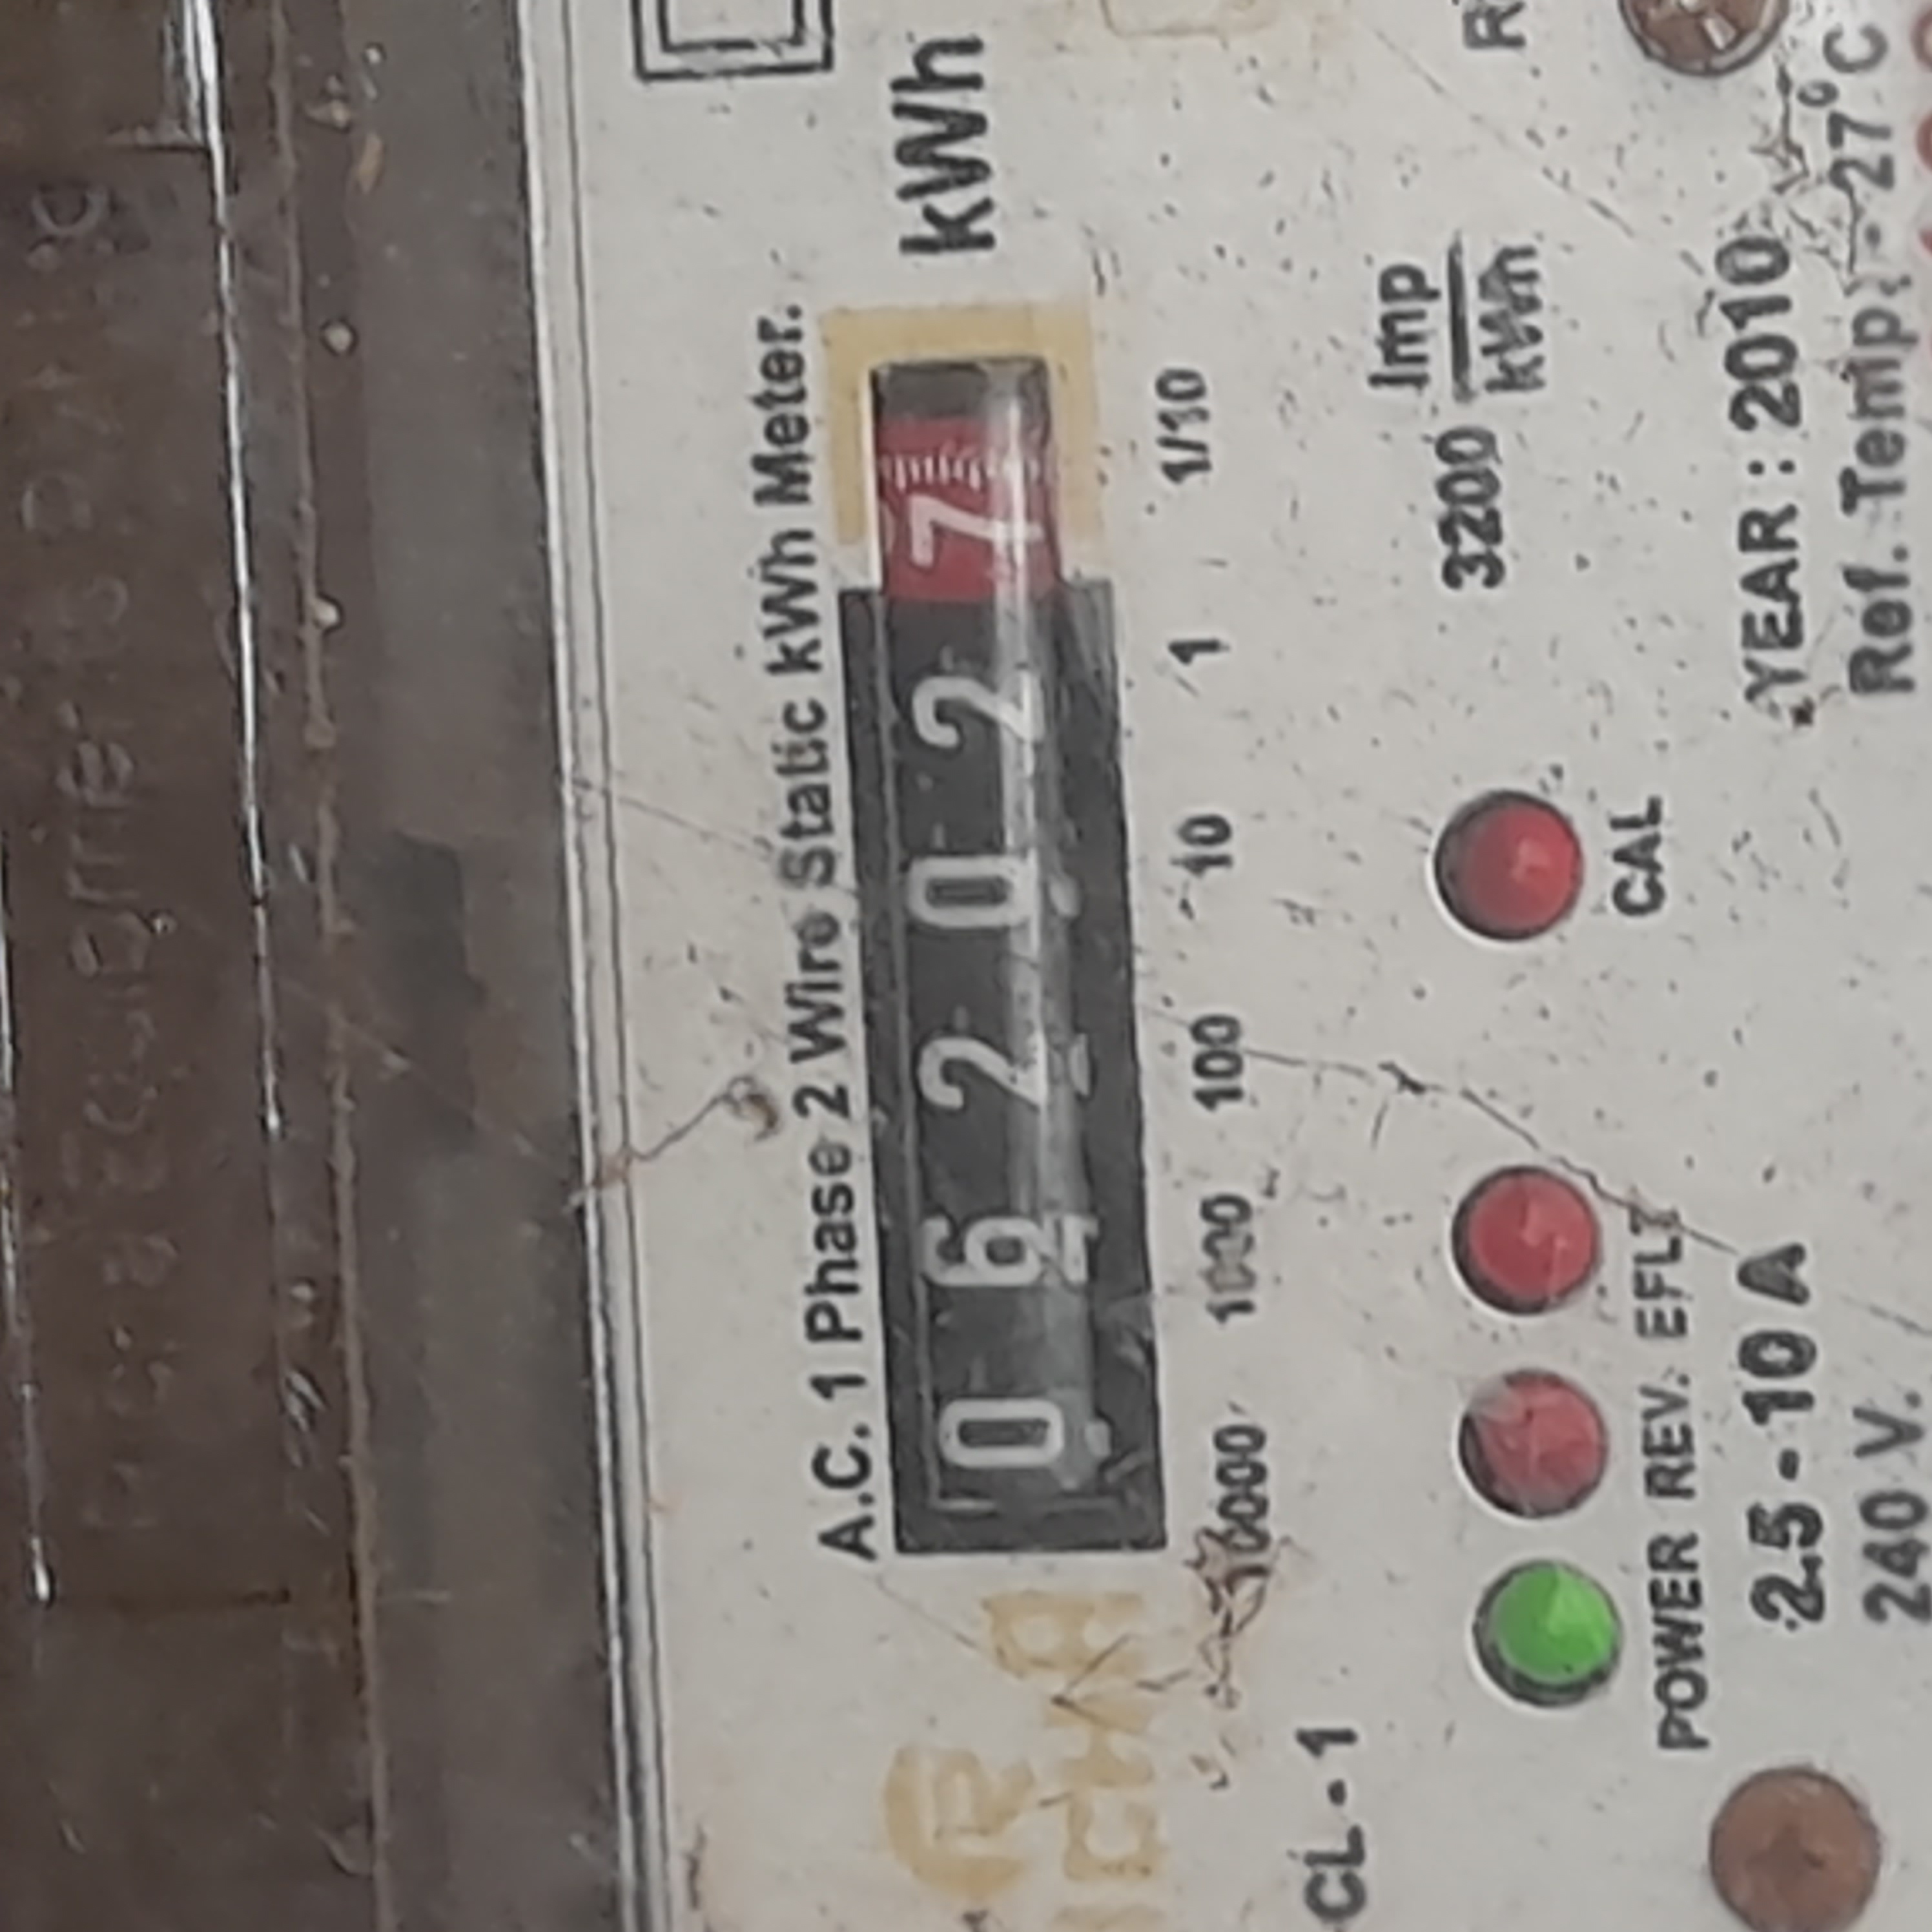 kWh
A.C. 1 Phase 2 Wire Static kWh Meter.
0 6 2 0 2 7
10000 1000 100 10 1 1/10
CL - 1
3200 Imp
kWh
CAL
POWER REV. EFLT
2.5 - 10 A
YEAR : 2010
240 V.
Ref. Temp. - 27°C